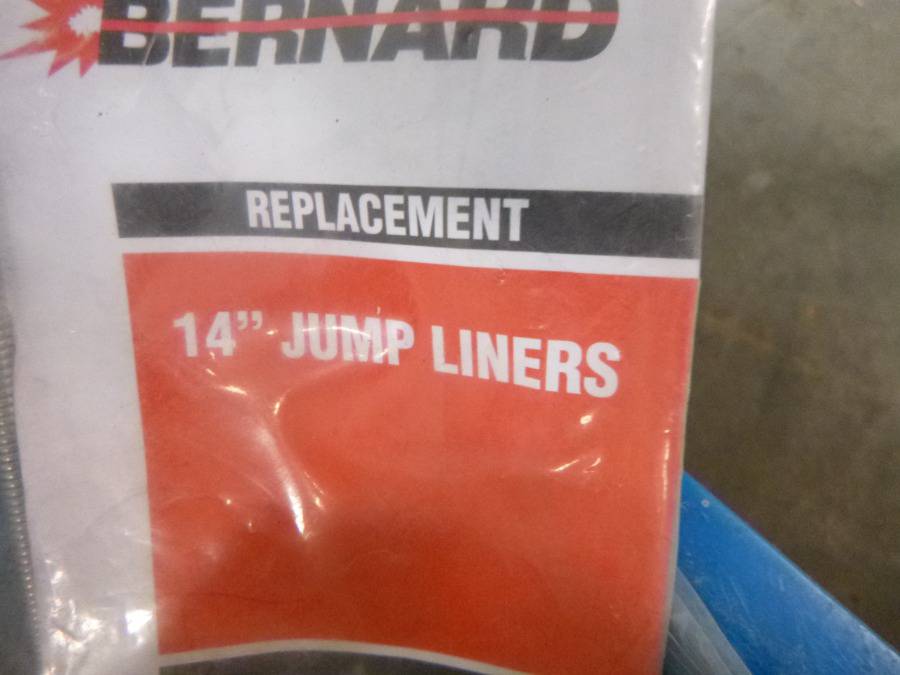 BERNARD
REPLACEMENT
14” JUMP LINERS